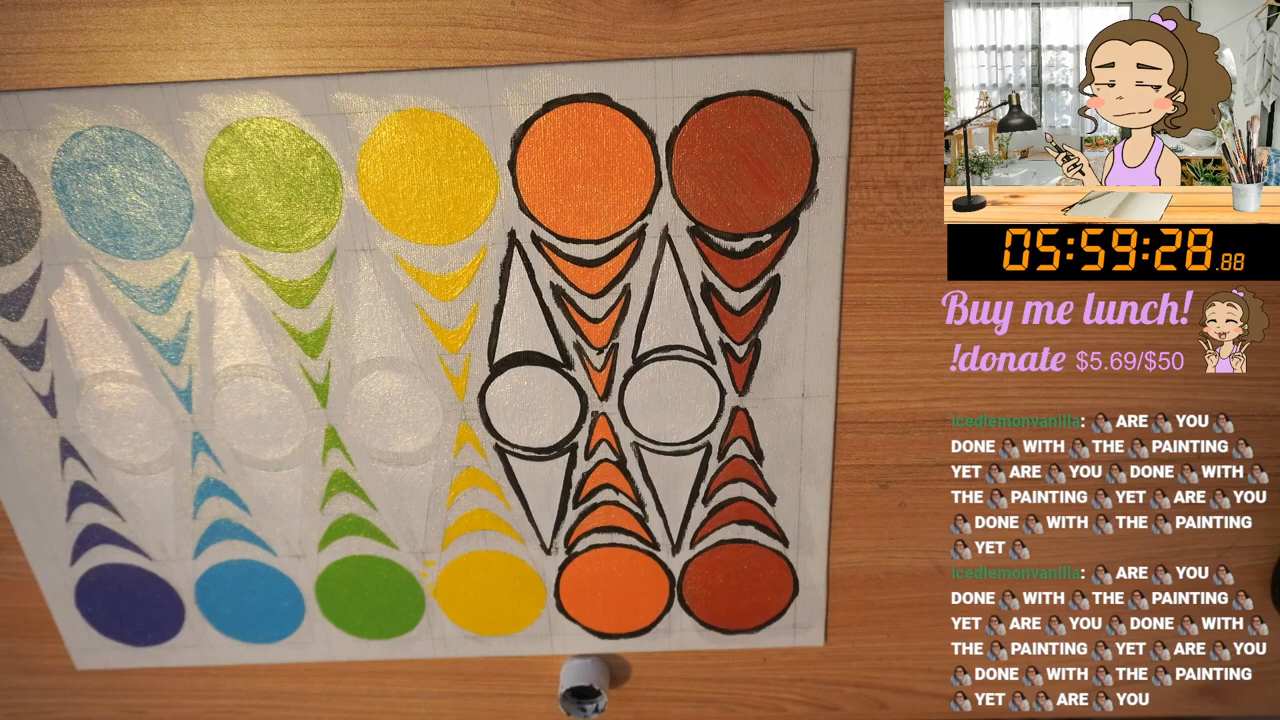 05:59:28.88
Buy me lunch!
!donate $5.69/$50
icedlemonvanilla: ARE YOU
DONE WITH THE PAINTING
YET ARE YOU DONE WITH
THE PAINTING YET ARE YOU
DONE WITH THE PAINTING
YET
icedlemonvanilla: ARE YOU
DONE WITH THE PAINTING
YET ARE YOU DONE WITH
THE PAINTING YET ARE YOU
DONE WITH THE PAINTING
YET ARE YOU